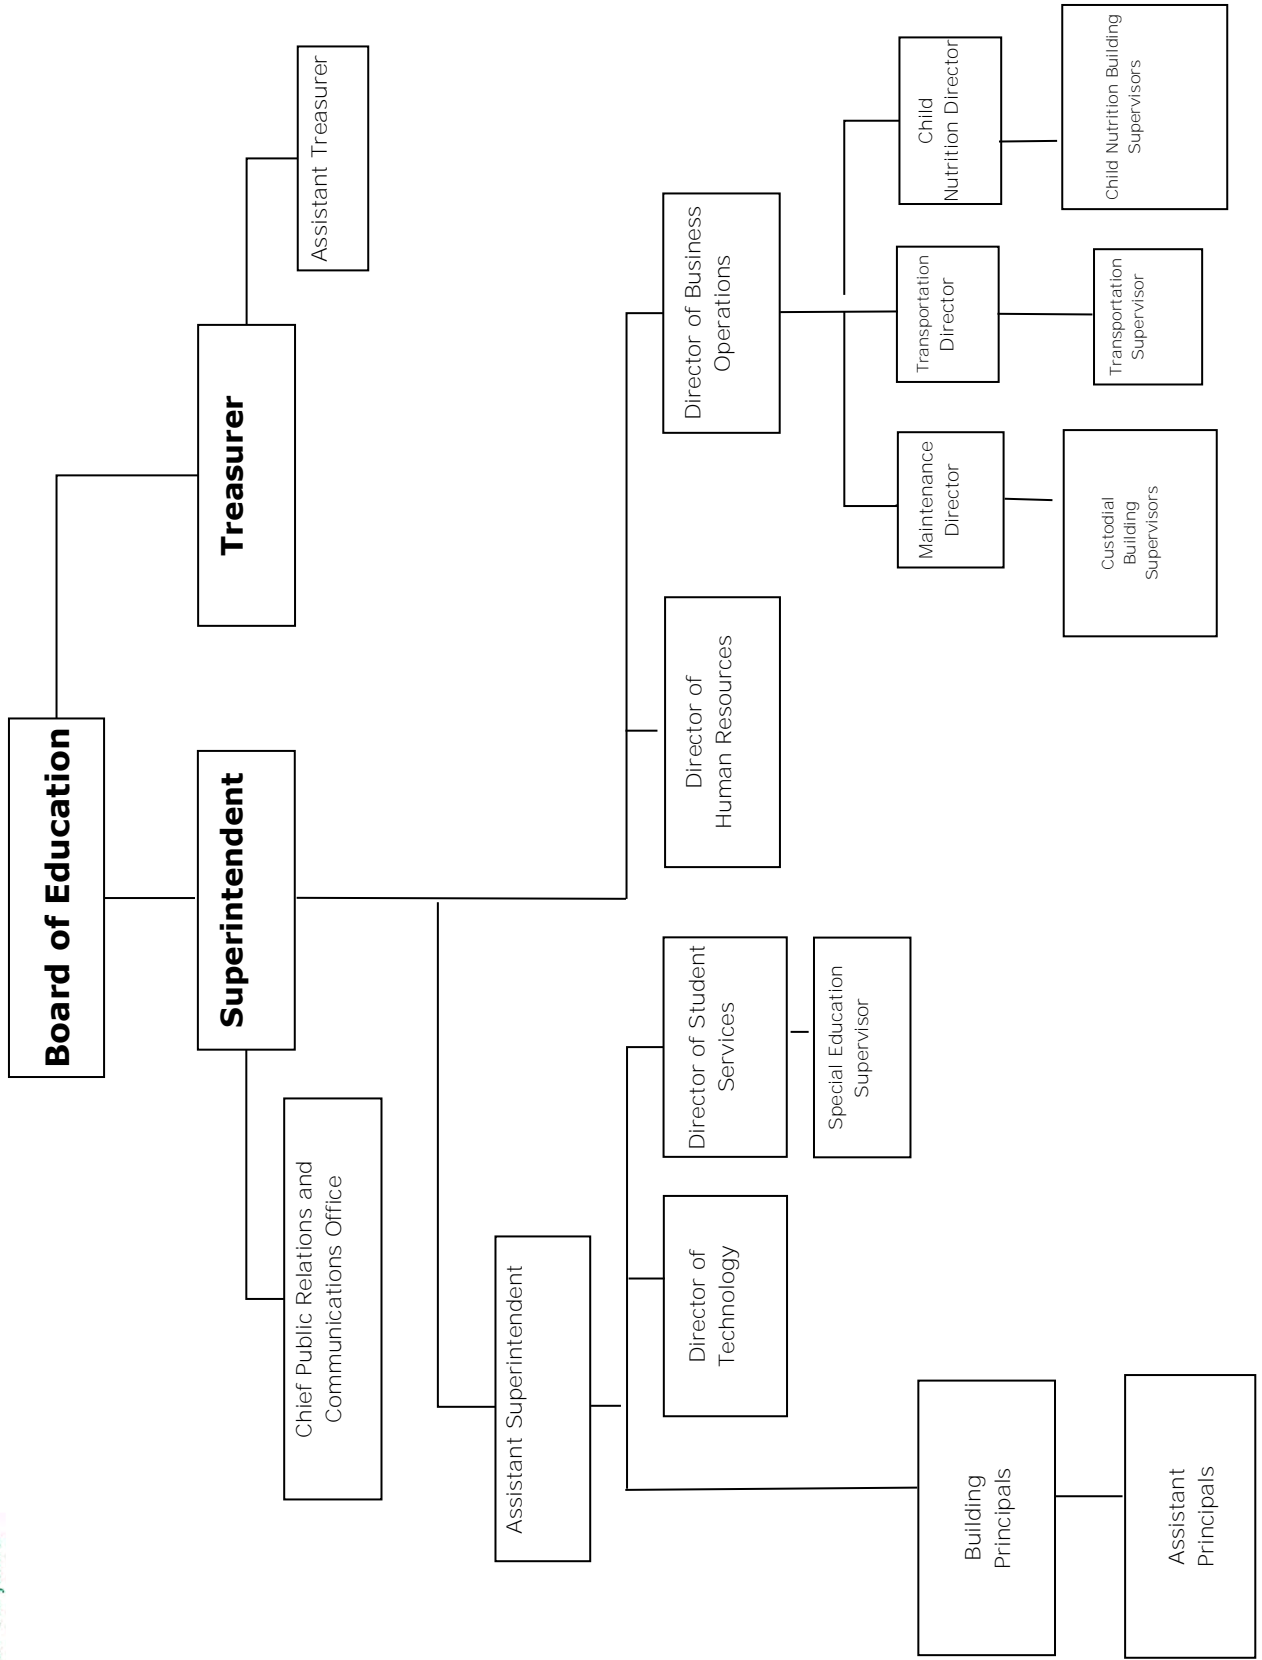 Board of Education
Superintendent
Treasurer
Chief Public Relations and
Communications Office
Assistant Treasurer
Assistant Superintendent
Director of
Technology
Director of Student
Services
Director of
Human Resources
Director of Business
Operations
Special Education
Supervisor
Building
Principals
Maintenance
Director
Transportation
Director
Child
Nutrition Director
Assistant
Principals
Custodial
Building
Supervisors
Transportation
Supervisor
Child Nutrition Building
Supervisors